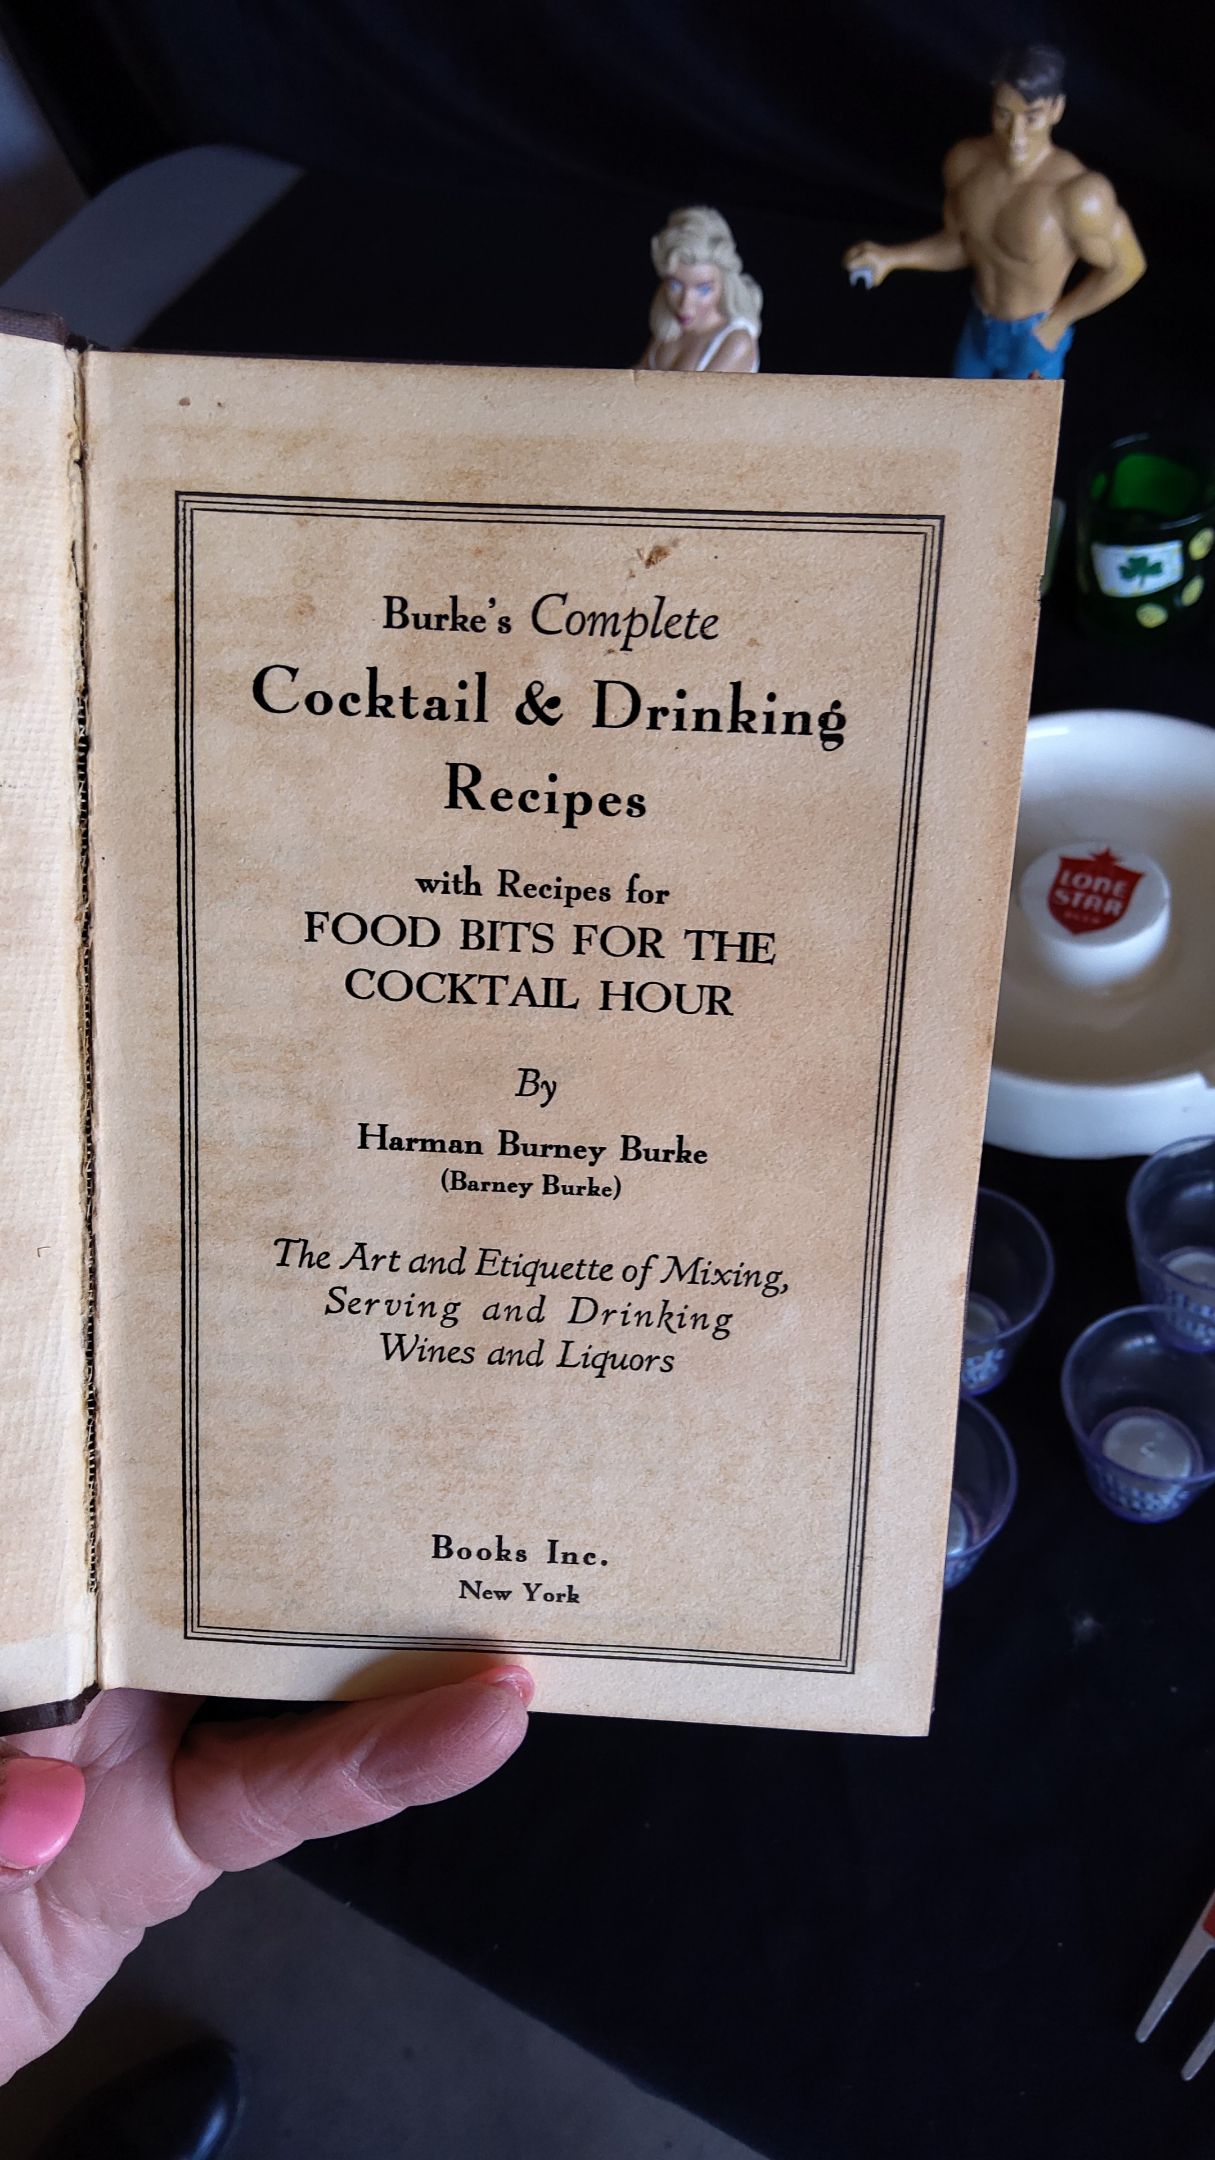 Burke's Complete
Cocktail & Drinking
Recipes
with Recipes for
FOOD BITS FOR THE
COCKTAIL HOUR
By
Harman Burney Burke
(Barney Burke)
The Art and Etiquette of Mixing,
Serving and Drinking
Wines and Liquors
Books Inc.
New York
LONE
STAR